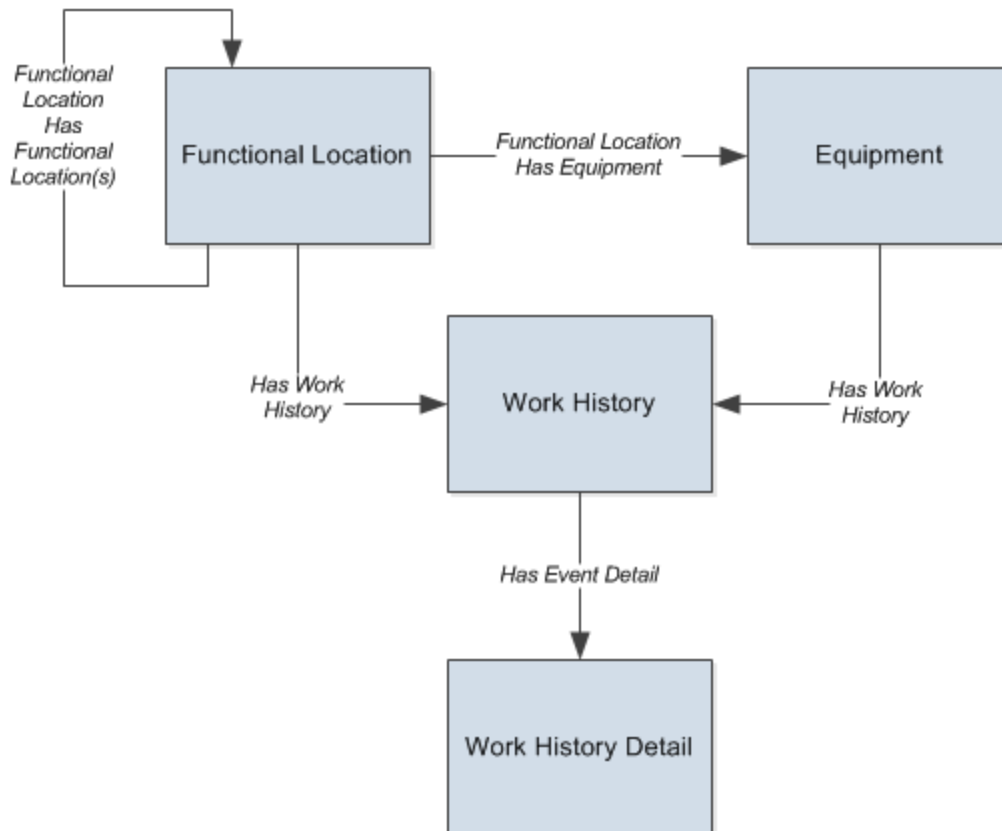 Functional
Location
Has
Functional
Location(s)
Functional Location
Functional Location
Has Equipment
Equipment
Has Work
History
Work History
Has Work
History
Has Event Detail
Work History Detail